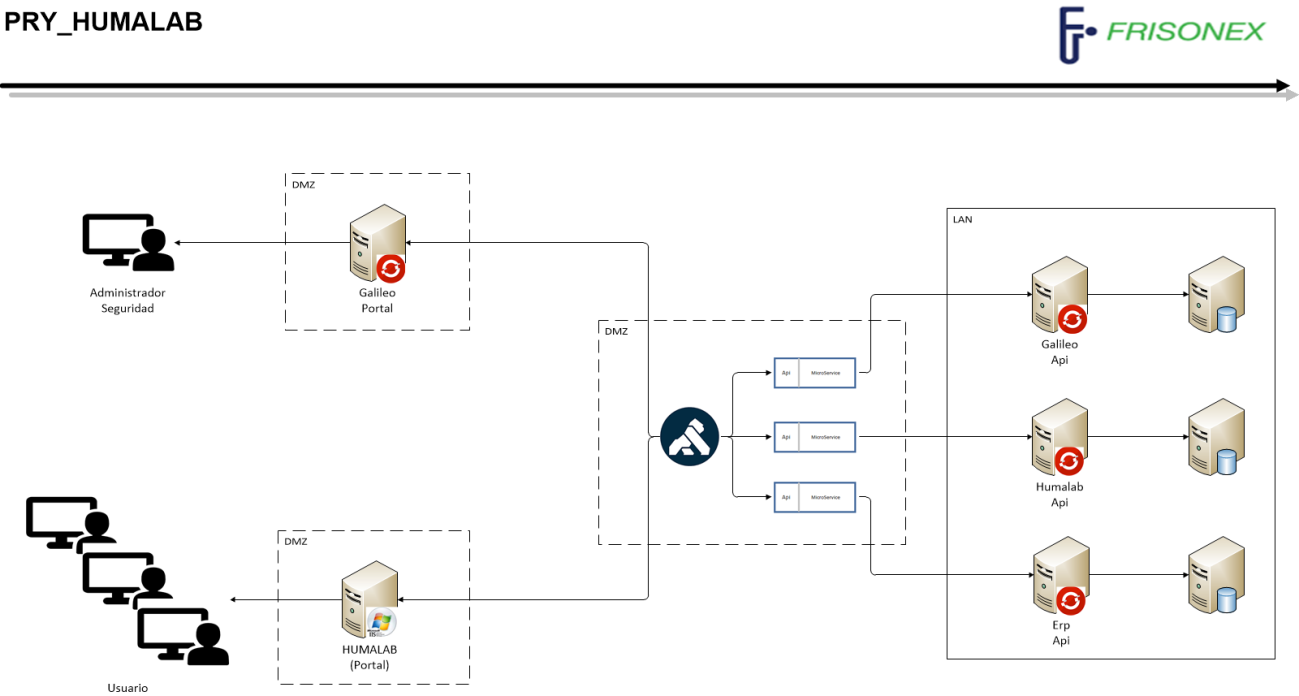 PRY_HUMALAB
FRISONEX
DMZ
Administrador
Seguridad
Galileo
Portal
LAN
DMZ
Galileo
Api
Api MicroService
Api MicroService
Api MicroService
Humalab
Api
DMZ
HUMALAB
(Portal)
Erp
Api
Usuario